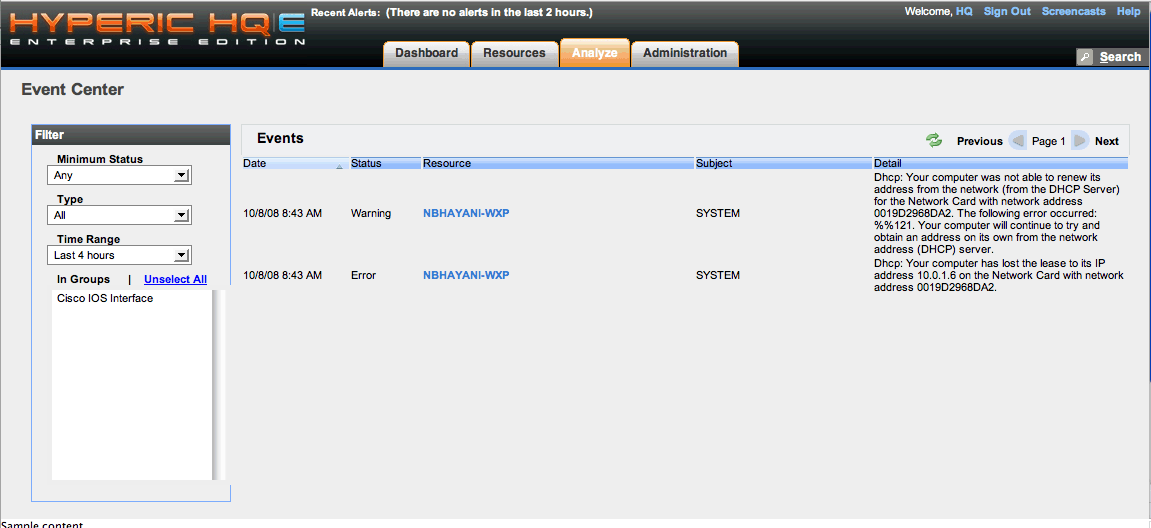 HYPERIC HQ|E
ENTERPRISE EDITION
Recent Alerts: (There are no alerts in the last 2 hours.)
Welcome, HQ Sign Out Screencasts Help
Dashboard Resources Analyze Administration
Search
Event Center
Filter
Minimum Status
Any
Type
All
Time Range
Last 4 hours
In Groups | Unselect All
Cisco IOS Interface
Events
Previous Page 1 Next
Date Status Resource Subject Detail
10/8/08 8:43 AM Warning NBHAYANI-WXP SYSTEM
Dhcp: Your computer was not able to renew its
address from the network (from the DHCP Server)
for the Network Card with network address
0019D2968DA2. The following error occurred:
%%121. Your computer will continue to try and
obtain an address on its own from the network
address (DHCP) server.
10/8/08 8:43 AM Error NBHAYANI-WXP SYSTEM
Dhcp: Your computer has lost the lease to its IP
address 10.0.1.6 on the Network Card with network
address 0019D2968DA2.
Sample content